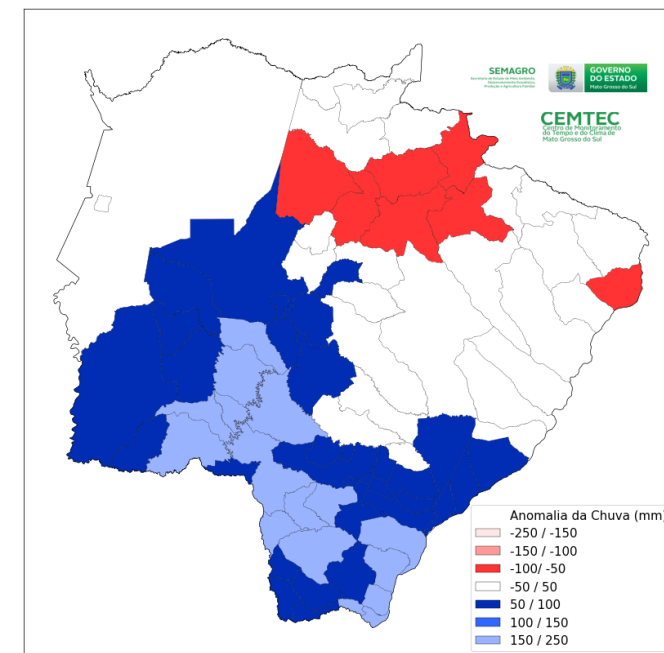 SEMAGRO
Secretaria de Estado de Meio Ambiente,
Desenvolvimento Econômico,
Produção e Agricultura Familiar
GOVERNO
DO ESTADO
Mato Grosso do Sul
CEMTEC
Centro de Monitoramento
do Tempo e do Clima de
Mato Grosso do Sul
Anomalia da Chuva (mm)
-250 / -150
-150 / -100
-100/ -50
-50 / 50
50 / 100
100 / 150
150 / 250